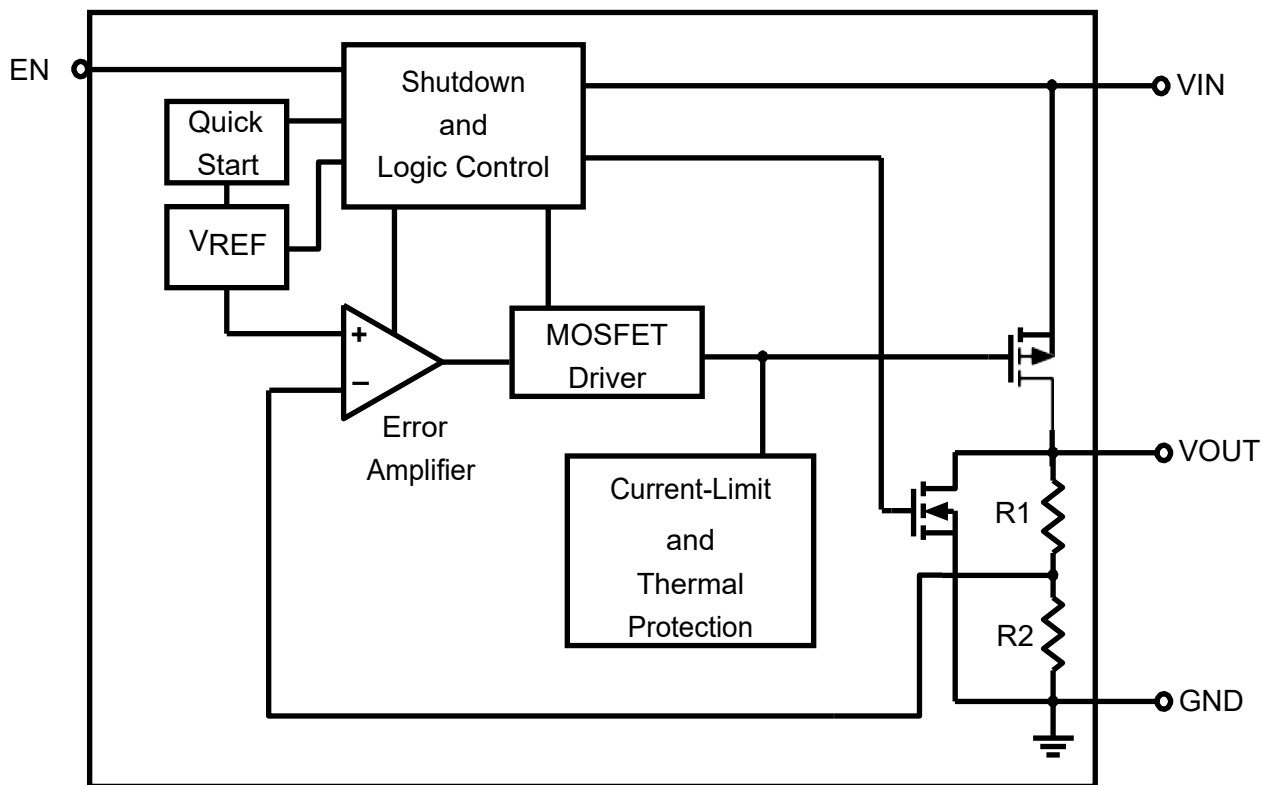 EN
Shutdown
and
Logic Control
VIN
Quick
Start
VREF
+
−
MOSFET
Driver
Error
Amplifier
VOUT
Current-Limit
and
Thermal
Protection
R1
R2
GND